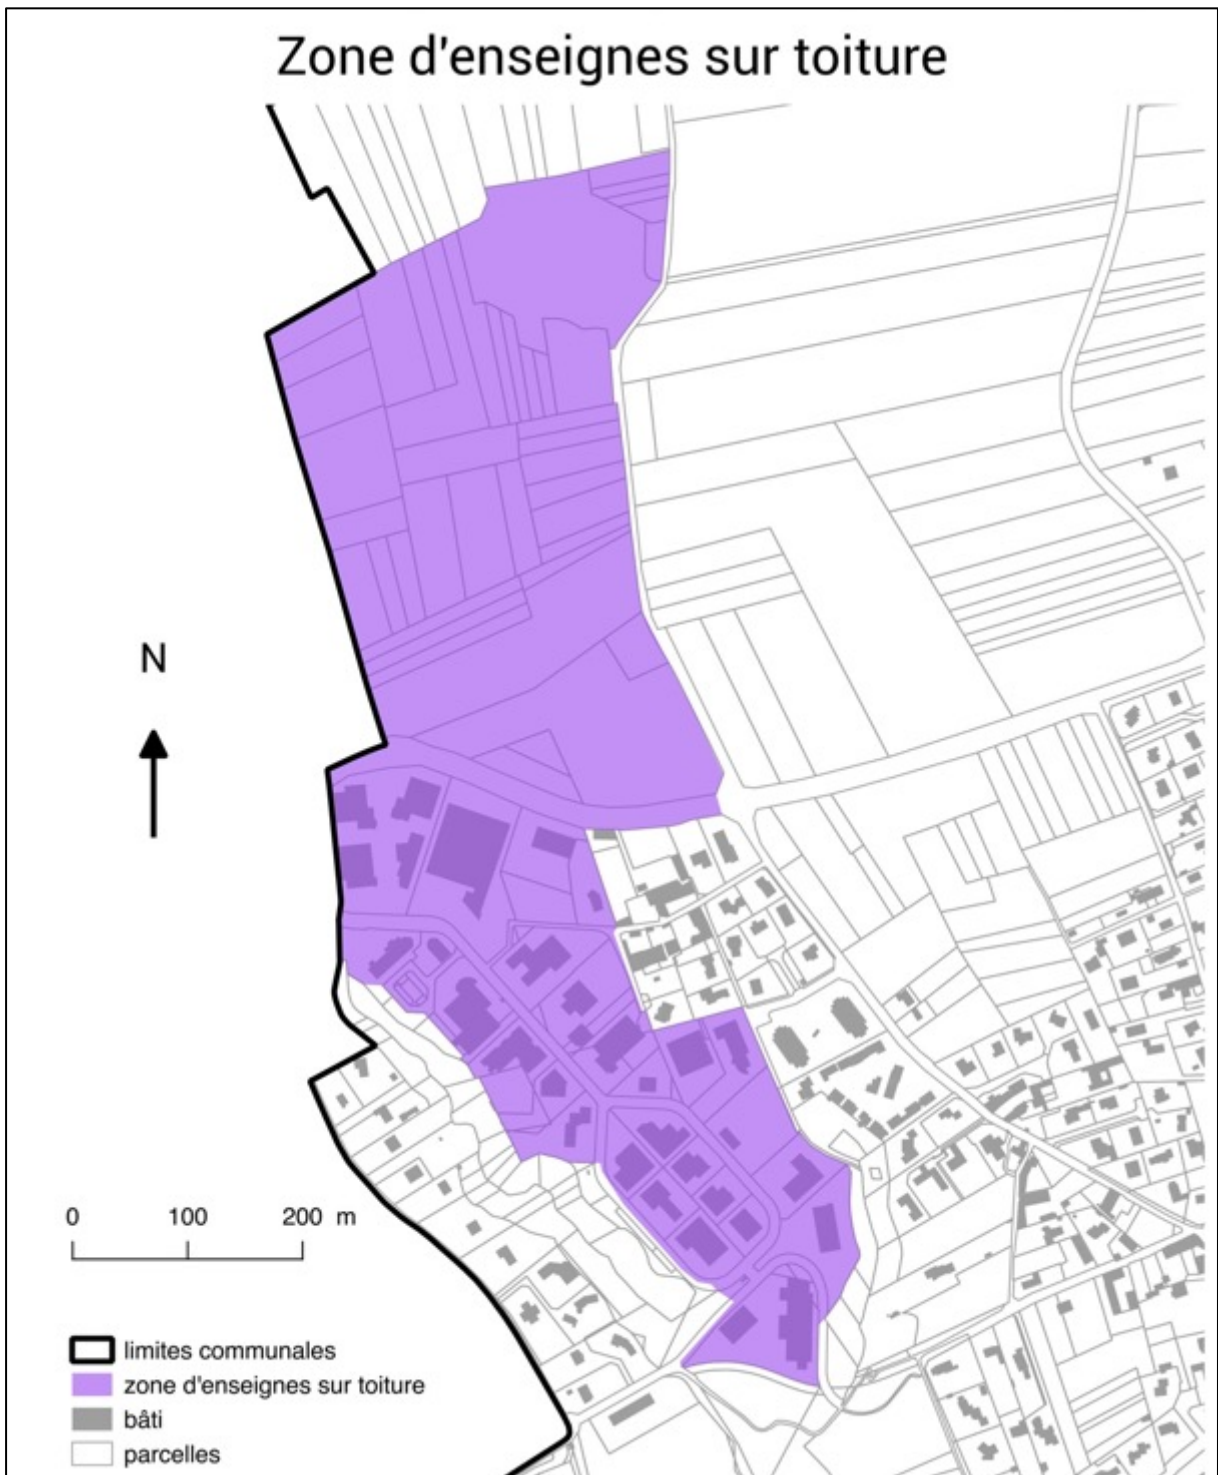 Zone d'enseignes sur toiture
N
0 100 200 m
limites communales
zone d'enseignes sur toiture
bâti
parcelles